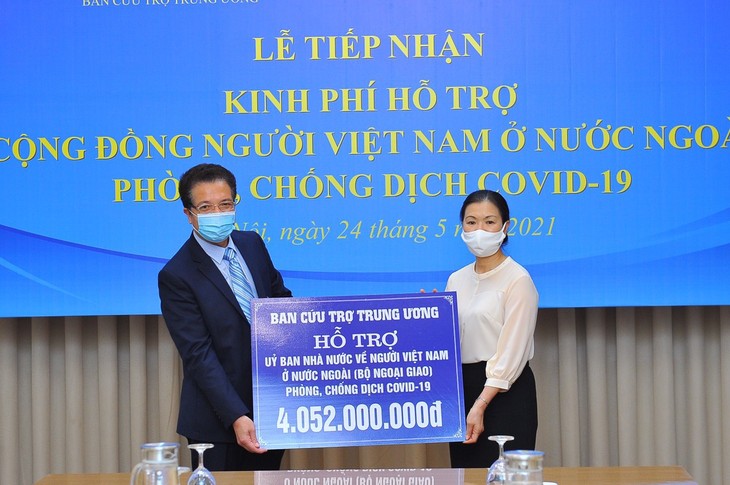 BAN CỨU TRỢ TRUNG ƯƠNG
LỄ TIẾP NHẬN
KINH PHÍ HỖ TRỢ
CỘNG ĐỒNG NGƯỜI VIỆT NAM Ở NƯỚC NGOÀI
PHÒNG, CHỐNG DỊCH COVID-19
Nội, ngày 24 tháng 5 2021
BAN CỨU TRỢ TRUNG ƯƠNG
HỖ TRỢ
UỶ BAN NHÀ NƯỚC VỀ NGƯỜI VIỆT NAM
Ở NƯỚC NGOÀI (BỘ NGOẠI GIAO)
PHÒNG, CHỐNG DỊCH COVID-19
4.052.000.000đ